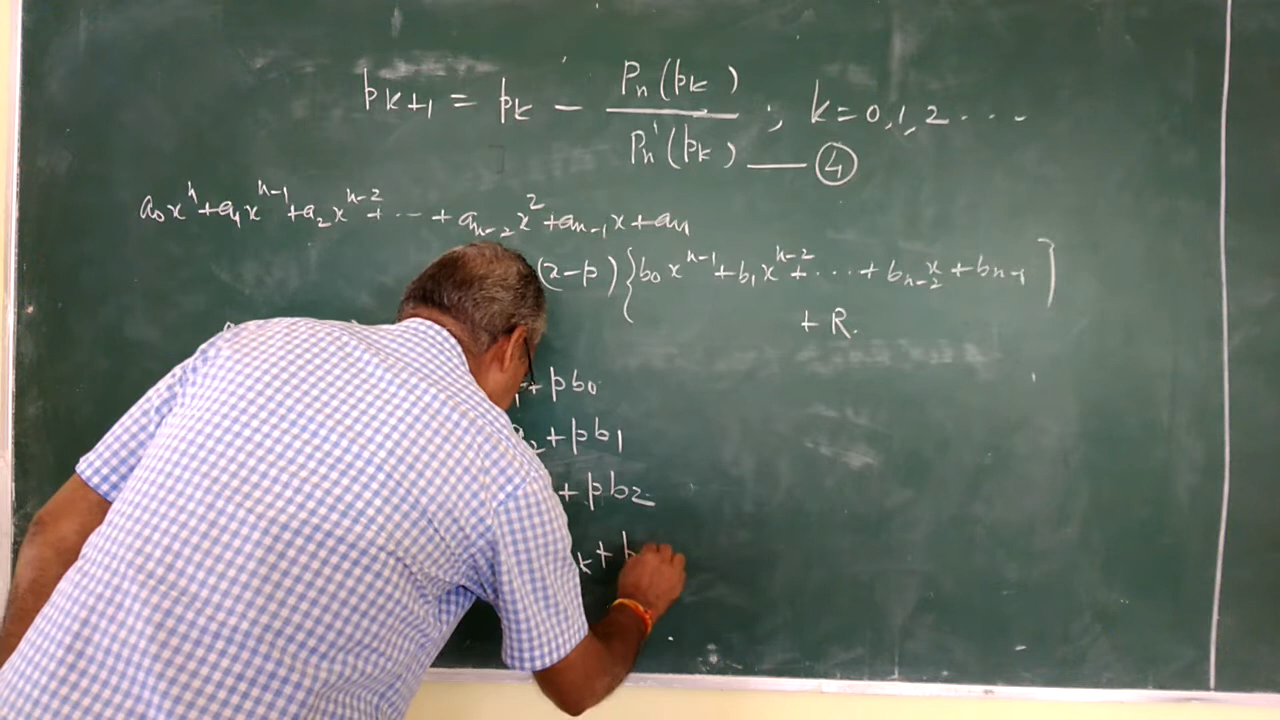 pₖ₊₁ = pₖ − Pₙ(pₖ) / Pₙ'(pₖ) ; k = 0, 1, 2 ... — ④
a₀xⁿ + a₁xⁿ⁻¹ + a₂xⁿ⁻² + ... + aₙ₋₂x² + aₙ₋₁x + aₙ
(x−p) { b₀xⁿ⁻¹ + b₁xⁿ⁻² + ... + bₙ₋₂x + bₙ₋₁ }
+ R.
+ pb₀
₂ + pb₁
+ pb₂
ₖ +